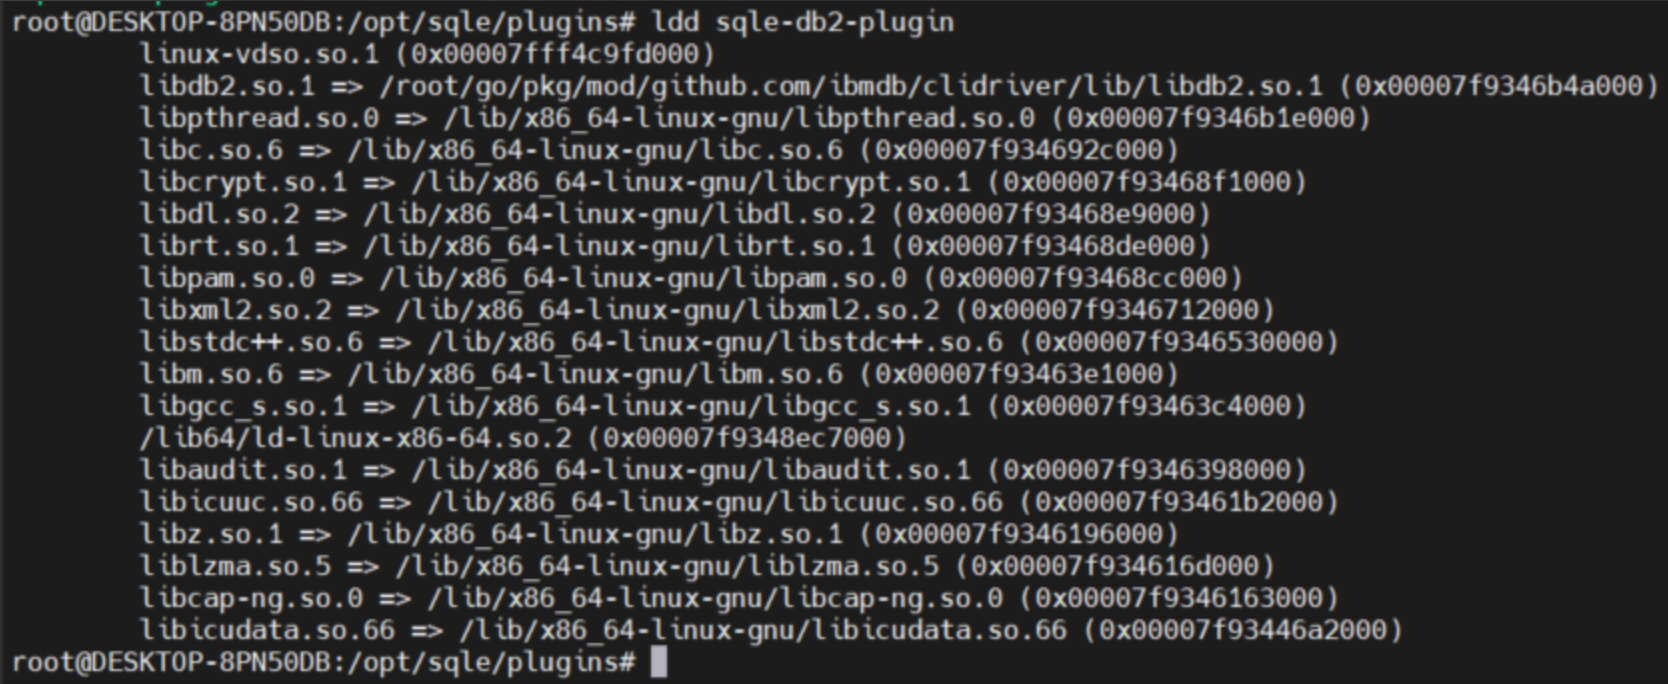 root@DESKTOP-8PN50DB:/opt/sqle/plugins# ldd sqle-db2-plugin
linux-vdso.so.1 (0x00007fff4c9fd000)
libdb2.so.1 => /root/go/pkg/mod/github.com/ibmdb/clidriver/lib/libdb2.so.1 (0x00007f9346b4a000)
libpthread.so.0 => /lib/x86_64-linux-gnu/libpthread.so.0 (0x00007f9346b1e000)
libc.so.6 => /lib/x86_64-linux-gnu/libc.so.6 (0x00007f934692c000)
libcrypt.so.1 => /lib/x86_64-linux-gnu/libcrypt.so.1 (0x00007f93468f1000)
libdl.so.2 => /lib/x86_64-linux-gnu/libdl.so.2 (0x00007f93468e9000)
librt.so.1 => /lib/x86_64-linux-gnu/librt.so.1 (0x00007f93468de000)
libpam.so.0 => /lib/x86_64-linux-gnu/libpam.so.0 (0x00007f93468cc000)
libxml2.so.2 => /lib/x86_64-linux-gnu/libxml2.so.2 (0x00007f9346712000)
libstdc++.so.6 => /lib/x86_64-linux-gnu/libstdc++.so.6 (0x00007f9346530000)
libm.so.6 => /lib/x86_64-linux-gnu/libm.so.6 (0x00007f93463e1000)
libgcc_s.so.1 => /lib/x86_64-linux-gnu/libgcc_s.so.1 (0x00007f93463c4000)
/lib64/ld-linux-x86-64.so.2 (0x00007f9348ec7000)
libaudit.so.1 => /lib/x86_64-linux-gnu/libaudit.so.1 (0x00007f9346398000)
libicuuc.so.66 => /lib/x86_64-linux-gnu/libicuuc.so.66 (0x00007f93461b2000)
libz.so.1 => /lib/x86_64-linux-gnu/libz.so.1 (0x00007f9346196000)
liblzma.so.5 => /lib/x86_64-linux-gnu/liblzma.so.5 (0x00007f934616d000)
libcap-ng.so.0 => /lib/x86_64-linux-gnu/libcap-ng.so.0 (0x00007f9346163000)
libicudata.so.66 => /lib/x86_64-linux-gnu/libicudata.so.66 (0x00007f93446a2000)
root@DESKTOP-8PN50DB:/opt/sqle/plugins#